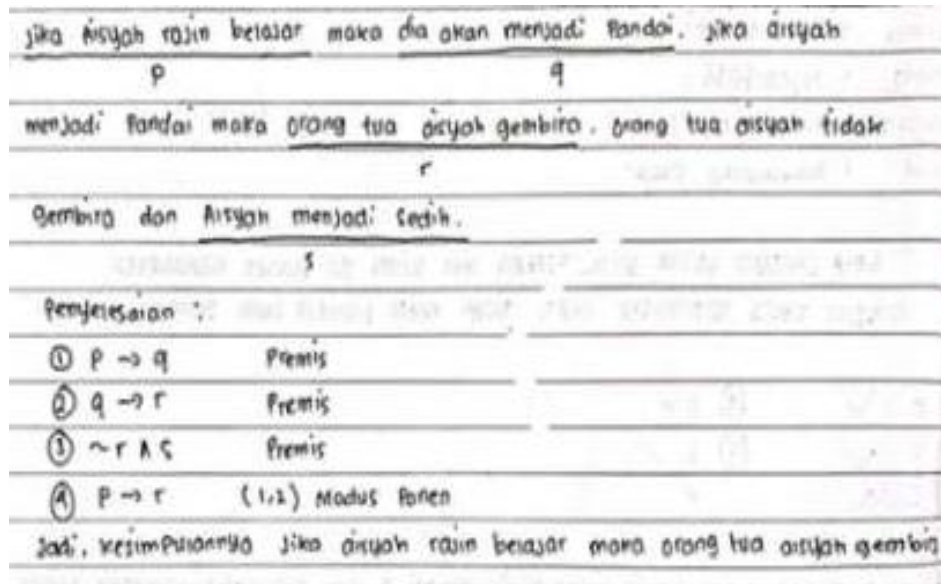 Jika Aisyah rajin belajar maka dia akan menjadi Pandai. Jika aisyah
p q
menjadi Pandai maka orang tua aisyah gembira. orang tua aisyah tidak
r
gembira dan Aisyah menjadi Sedih.
s
Penyelesaian :
① P → q Premis
② q → r Premis
③ ~r ∧ s Premis
④ P → r (1,2) Modus Ponen
Jadi, kesimpulannya Jika aisyah rajin belajar maka orang tua aisyah gembir